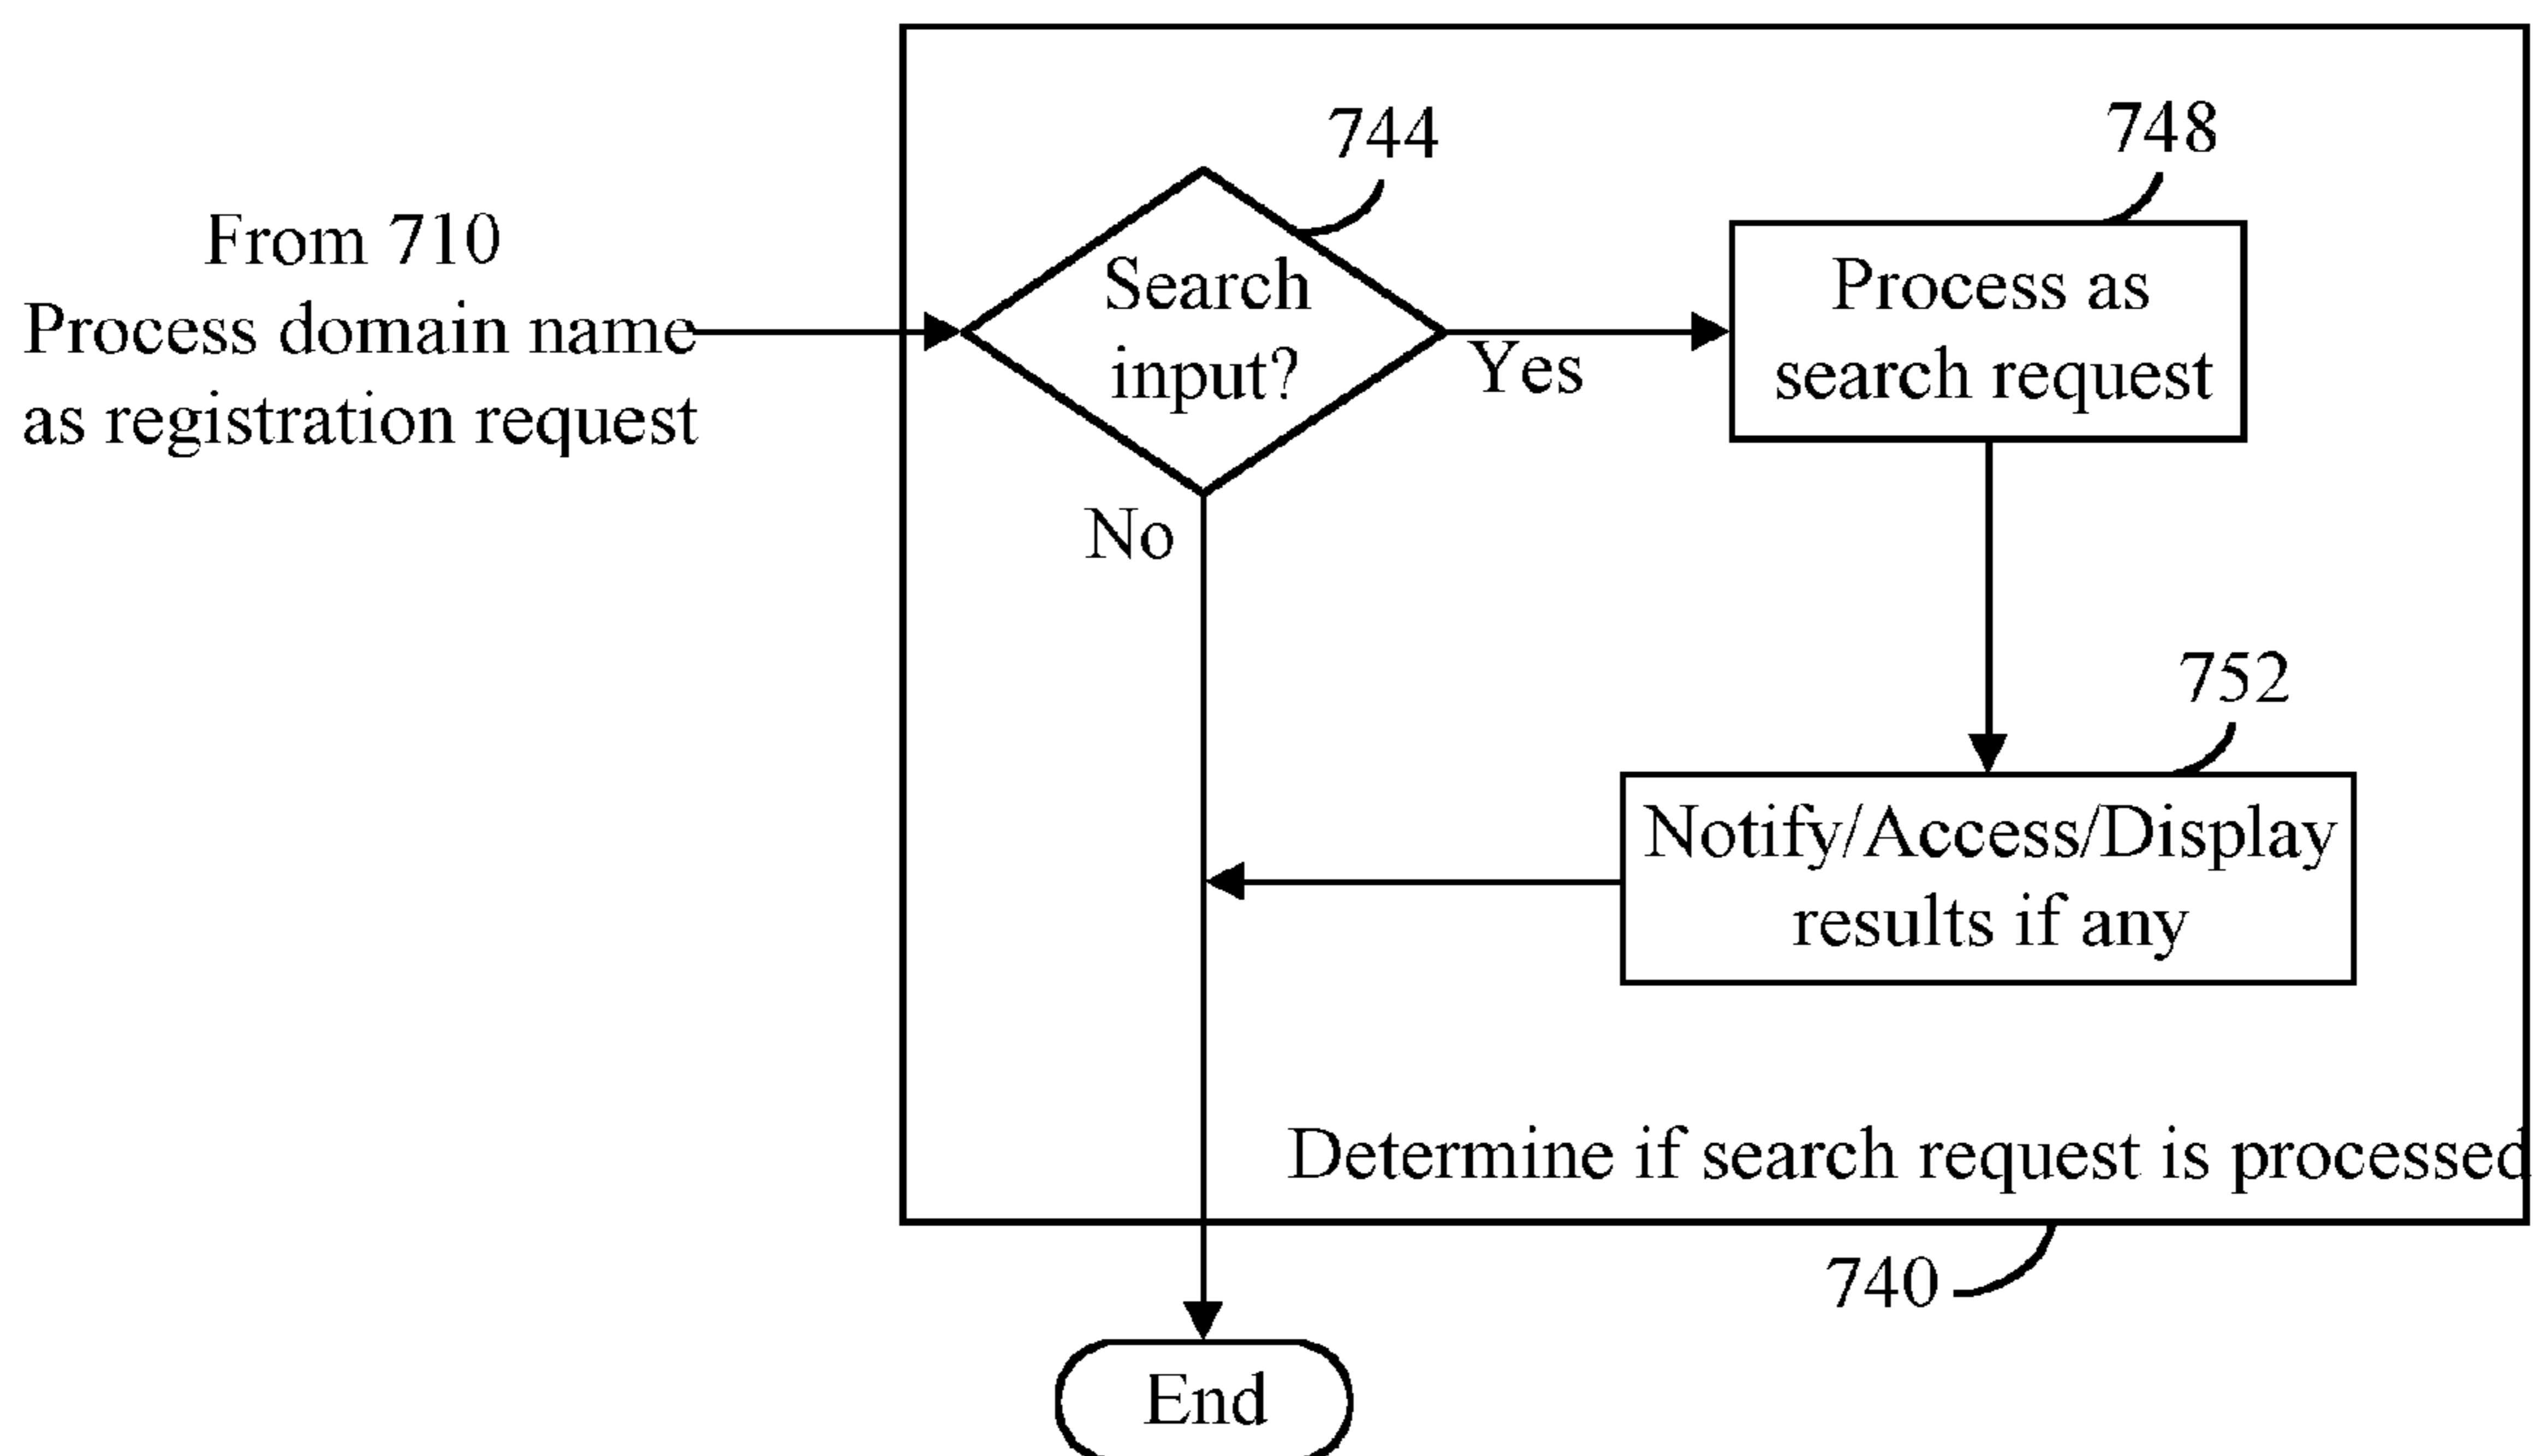 744
748
From 710
Process domain name
as registration request
Search
input?
Yes
Process as
search request
No
752
Notify/Access/Display
results if any
Determine if search request is processed
740
End